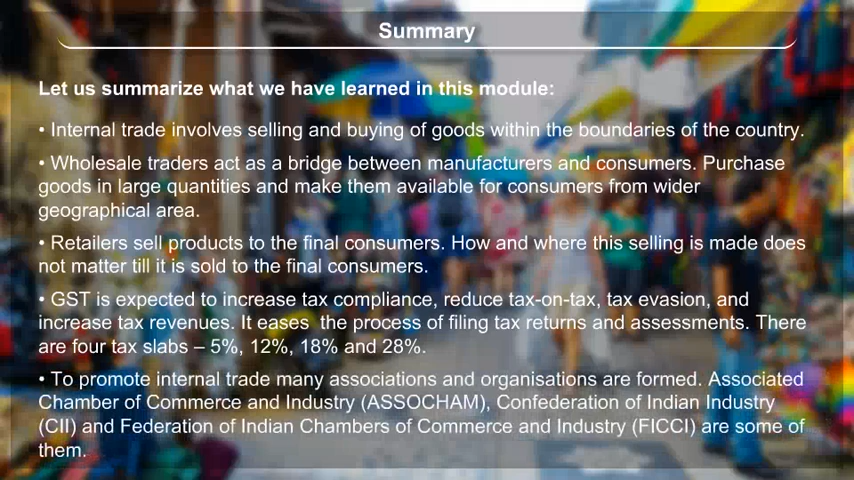 Summary
Let us summarize what we have learned in this module:
• Internal trade involves selling and buying of goods within the boundaries of the country.
• Wholesale traders act as a bridge between manufacturers and consumers. Purchase
goods in large quantities and make them available for consumers from wider
geographical area.
• Retailers sell products to the final consumers. How and where this selling is made does
not matter till it is sold to the final consumers.
• GST is expected to increase tax compliance, reduce tax-on-tax, tax evasion, and
increase tax revenues. It eases  the process of filing tax returns and assessments. There
are four tax slabs – 5%, 12%, 18% and 28%.
• To promote internal trade many associations and organisations are formed. Associated
Chamber of Commerce and Industry (ASSOCHAM), Confederation of Indian Industry
(CII) and Federation of Indian Chambers of Commerce and Industry (FICCI) are some of
them.